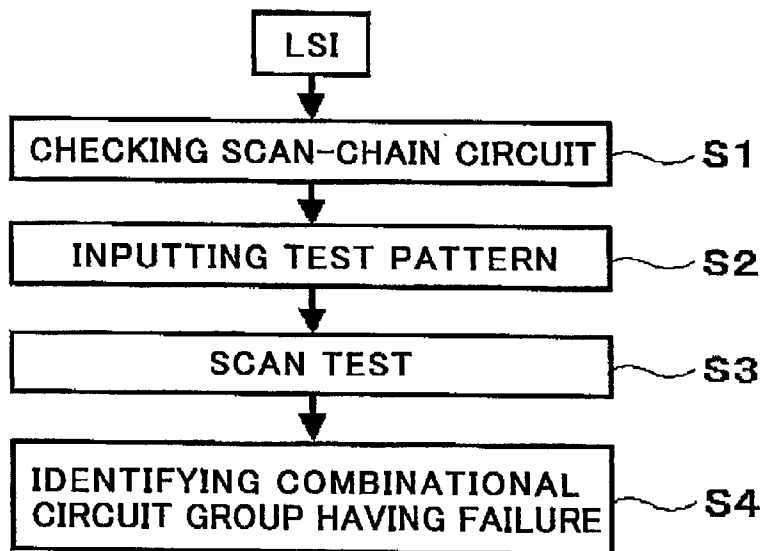 LSI
CHECKING SCAN-CHAIN CIRCUIT
S1
INPUTTING TEST PATTERN
S2
SCAN TEST
S3
IDENTIFYING COMBINATIONAL
CIRCUIT GROUP HAVING FAILURE
S4